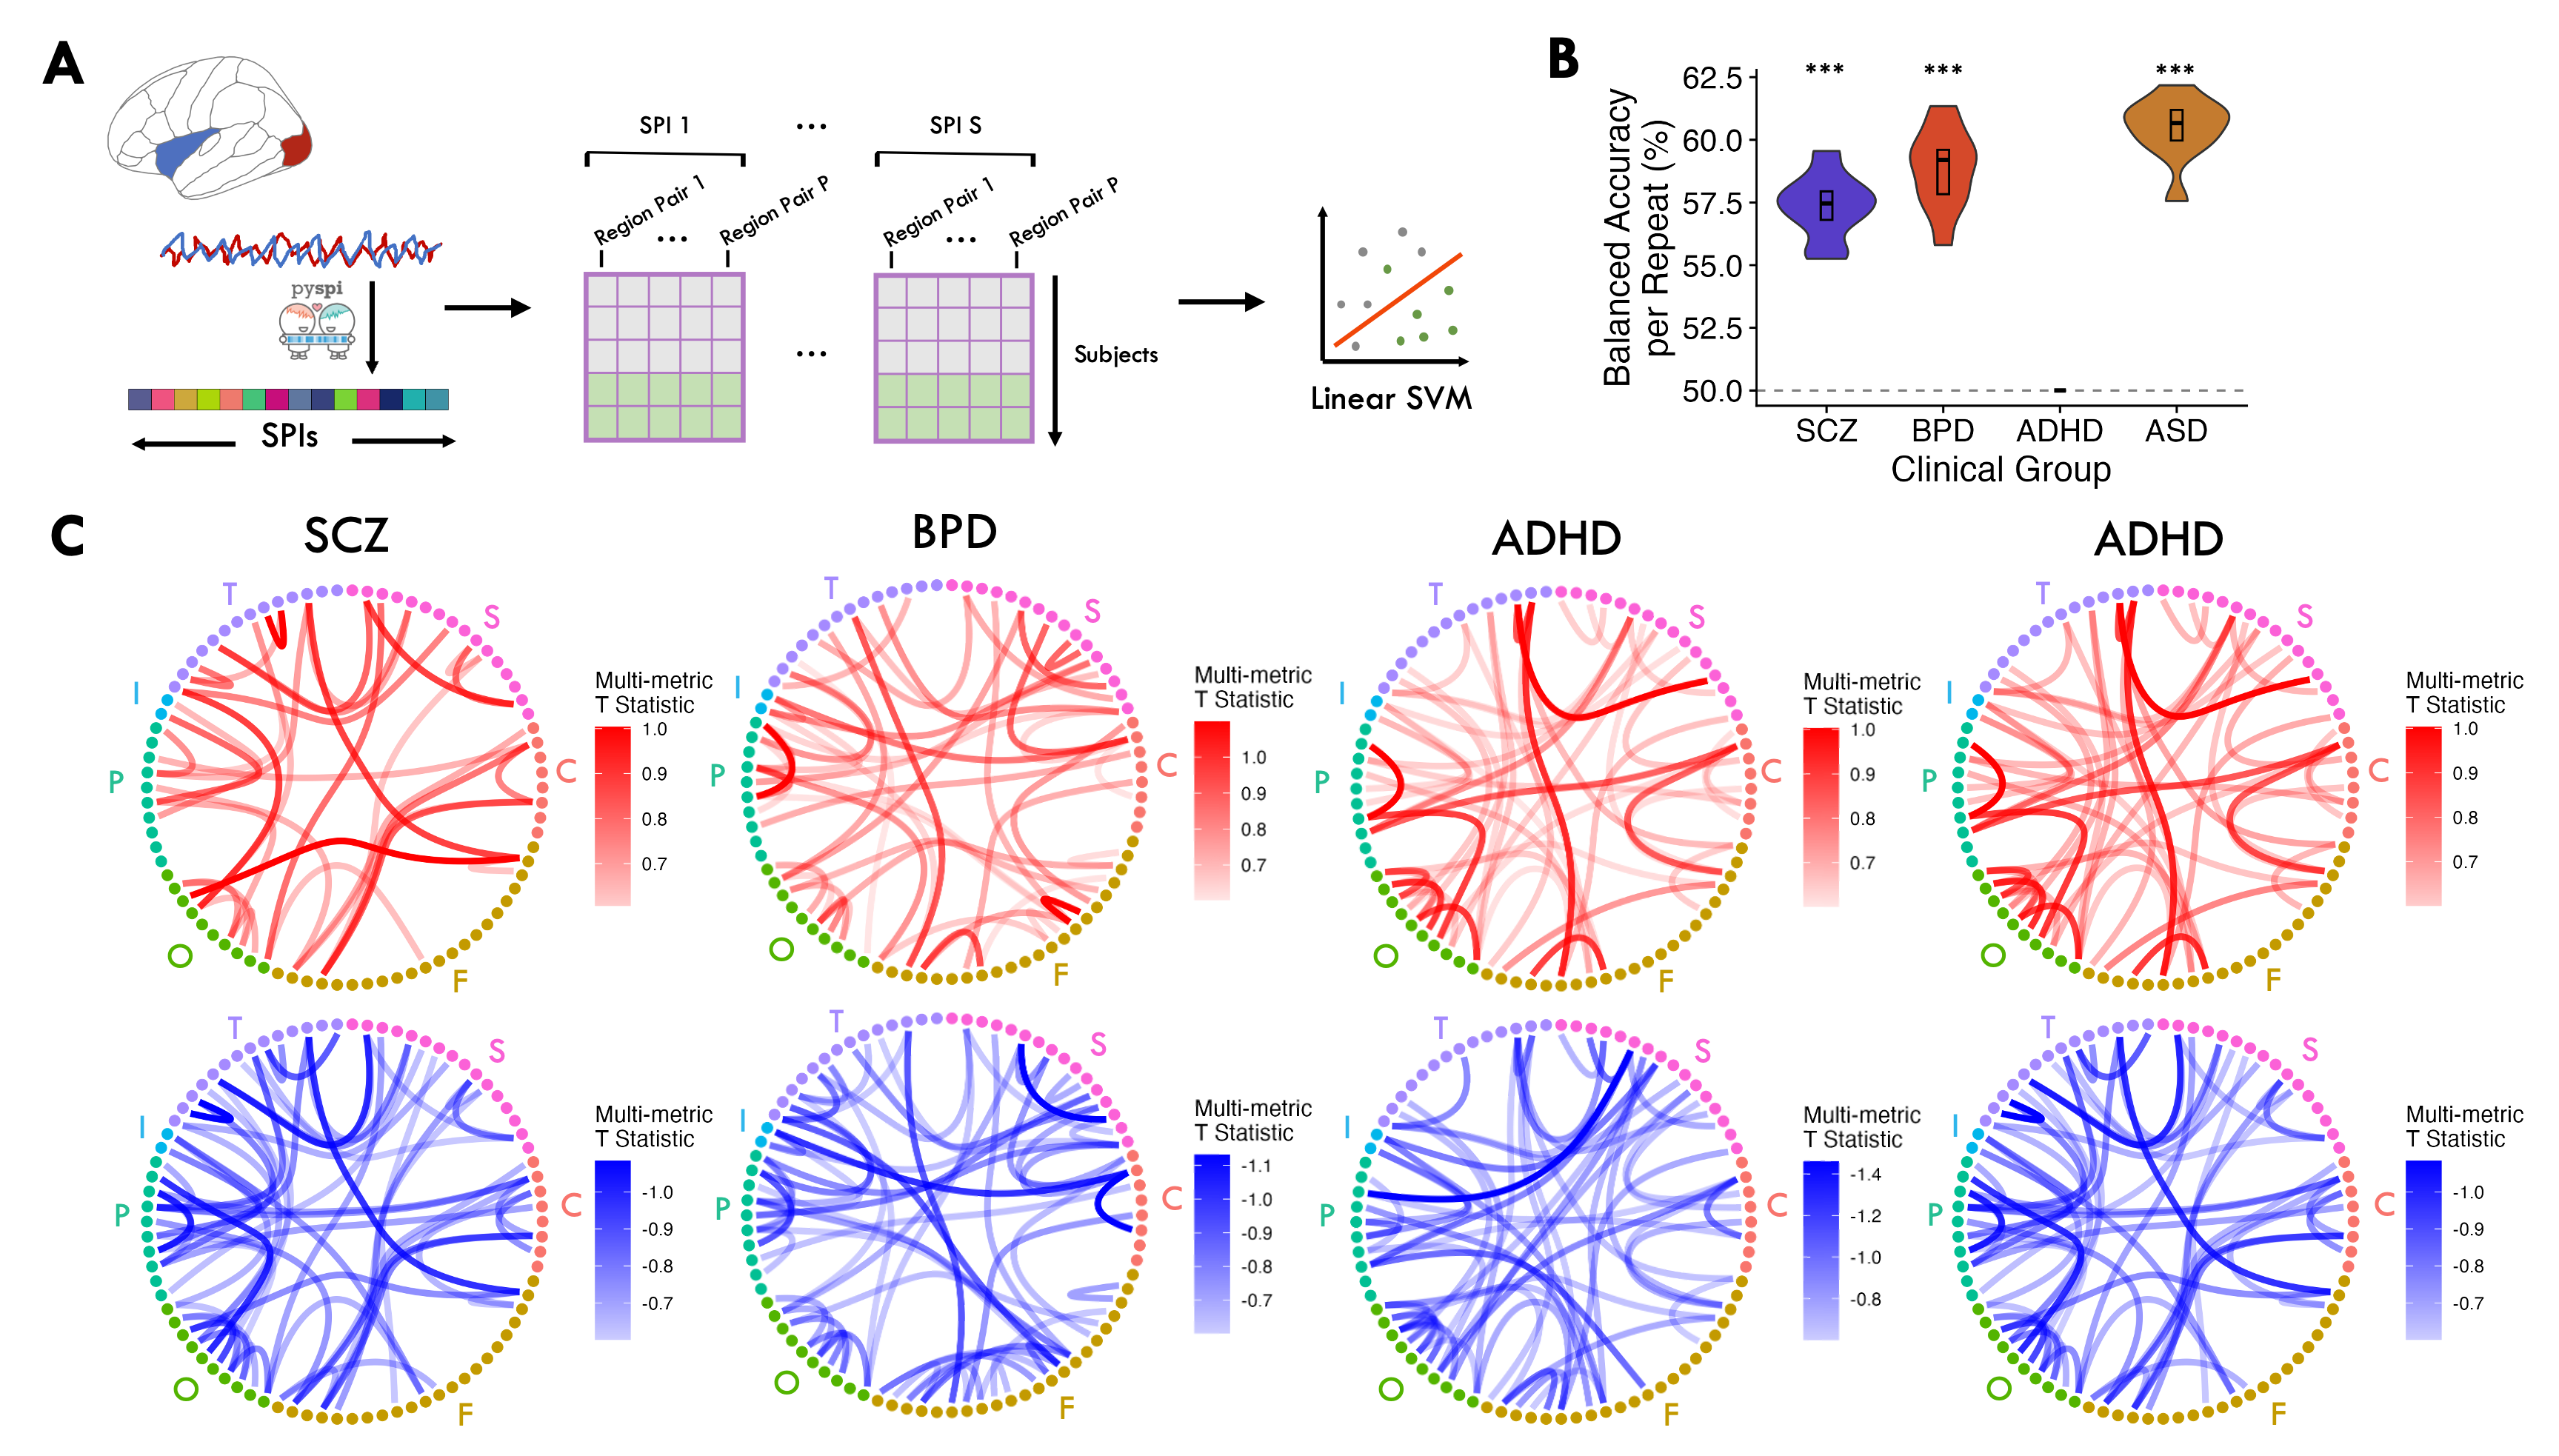 A
pyspi
SPIs
SPI 1
...
SPI S
Region Pair 1
...
Region Pair P
Region Pair 1
...
Region Pair P
...
Subjects
Linear SVM
B
Balanced Accuracy
per Repeat (%)
62.5
60.0
57.5
55.0
52.5
50.0
***
***
***
SCZ
BPD
ADHD
ASD
Clinical Group
C
SCZ
T
S
I
P
C
O
F
Multi-metric
T Statistic
1.0
0.9
0.8
0.7
BPD
T
S
I
P
C
O
F
Multi-metric
T Statistic
1.0
0.9
0.8
0.7
ADHD
T
S
I
P
C
O
F
Multi-metric
T Statistic
1.0
0.9
0.8
0.7
ADHD
T
S
I
P
C
O
F
Multi-metric
T Statistic
1.0
0.9
0.8
0.7
T
S
I
P
C
O
F
Multi-metric
T Statistic
-1.0
-0.9
-0.8
-0.7
T
S
I
P
C
O
F
Multi-metric
T Statistic
-1.1
-1.0
-0.9
-0.8
-0.7
T
S
I
P
C
O
F
Multi-metric
T Statistic
-1.4
-1.2
-1.0
-0.8
T
S
I
P
C
O
F
Multi-metric
T Statistic
-1.0
-0.9
-0.8
-0.7